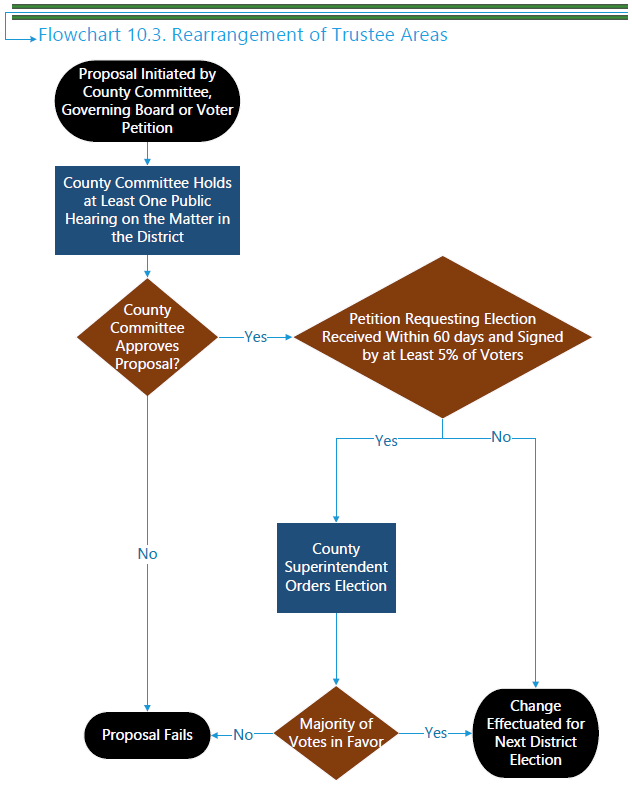 Flowchart 10.3. Rearrangement of Trustee Areas
Proposal Initiated by
County Committee,
Governing Board or Voter
Petition
County Committee Holds
at Least One Public
Hearing on the Matter in
the District
County
Committee
Approves
Proposal?
Yes
Petition Requesting Election
Received Within 60 days and Signed
by at Least 5% of Voters
Yes
No
No
County
Superintendent
Orders Election
Proposal Fails
No
Majority of
Votes in Favor
Yes
Change
Effectuated for
Next District
Election